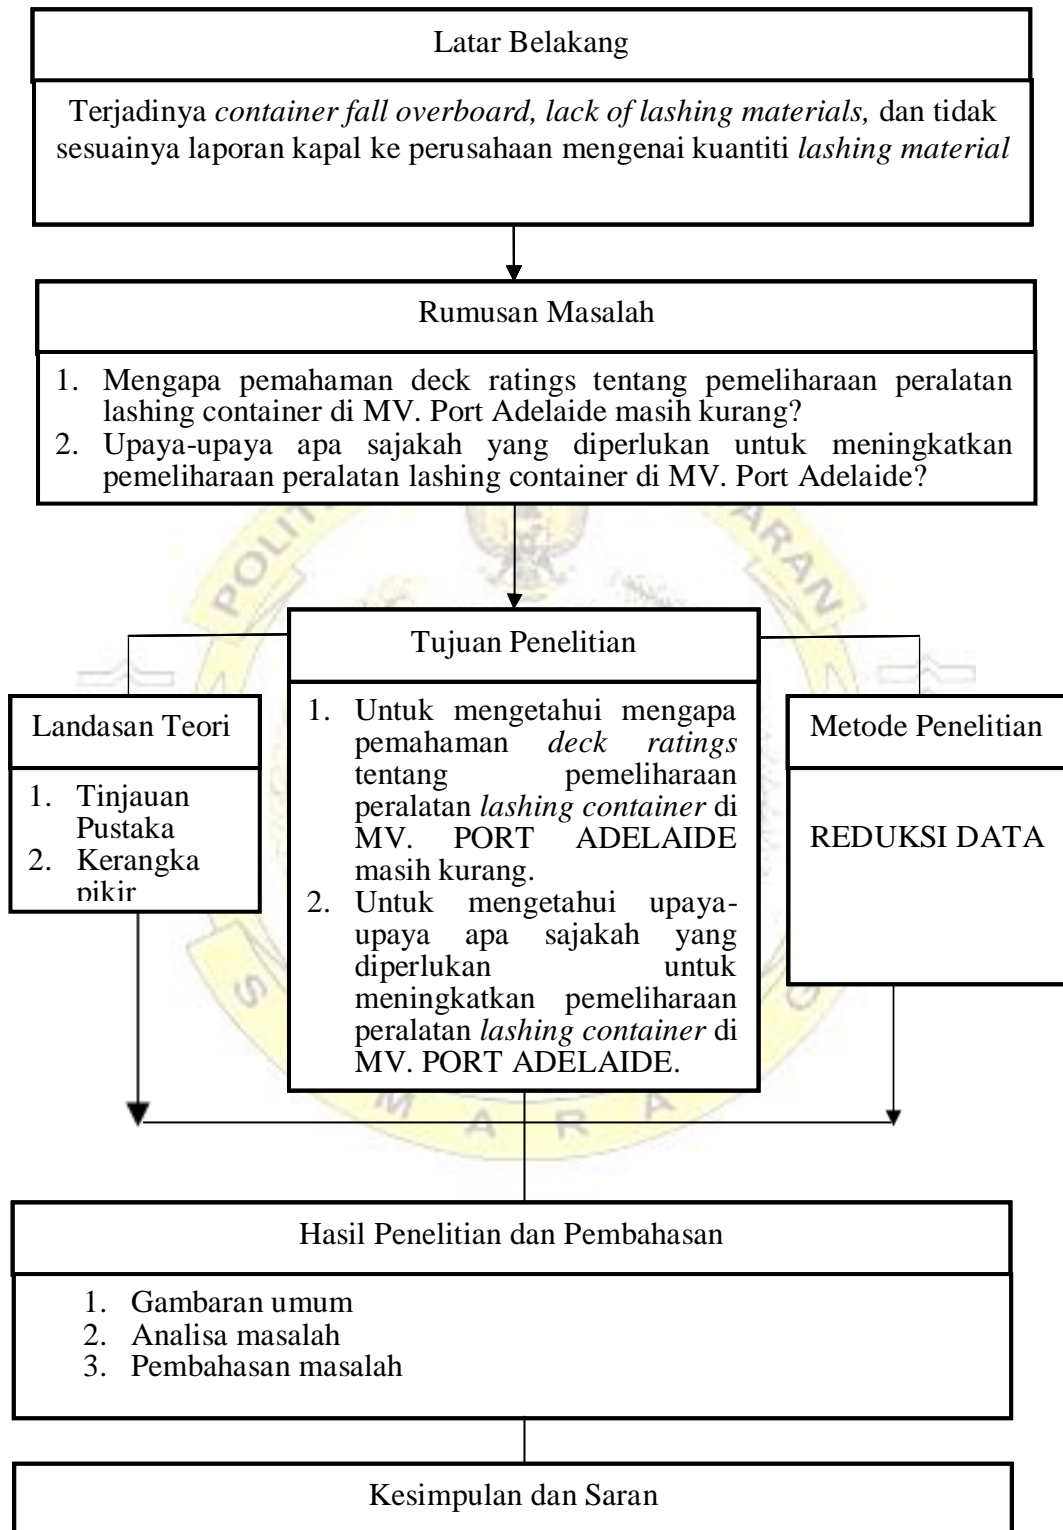 Latar Belakang
Terjadinya container fall overboard, lack of lashing materials, dan tidak
sesuainya laporan kapal ke perusahaan mengenai kuantiti lashing material
Rumusan Masalah
1. Mengapa pemahaman deck ratings tentang pemeliharaan peralatan
lashing container di MV. Port Adelaide masih kurang?
2. Upaya-upaya apa sajakah yang diperlukan untuk meningkatkan
pemeliharaan peralatan lashing container di MV. Port Adelaide?
Tujuan Penelitian
1. Untuk mengetahui mengapa
pemahaman deck ratings
tentang pemeliharaan
peralatan lashing container di
MV. PORT ADELAIDE
masih kurang.
2. Untuk mengetahui upaya-
upaya apa sajakah yang
diperlukan untuk
meningkatkan pemeliharaan
peralatan lashing container di
MV. PORT ADELAIDE.
Landasan Teori
1. Tinjauan
Pustaka
2. Kerangka
pikir
Metode Penelitian
REDUKSI DATA
Hasil Penelitian dan Pembahasan
1. Gambaran umum
2. Analisa masalah
3. Pembahasan masalah
Kesimpulan dan Saran